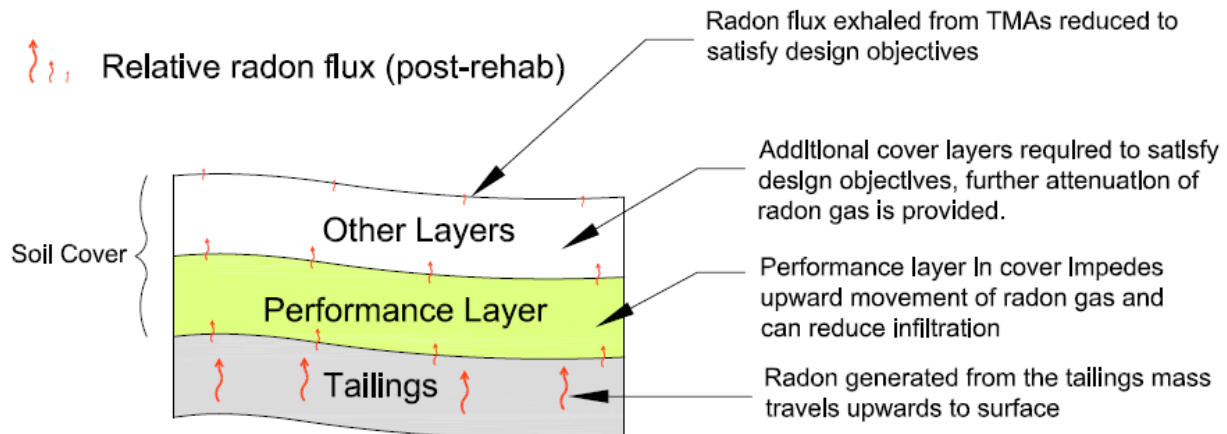 Relative radon flux (post-rehab)
Radon flux exhaled from TMAs reduced to
satisfy design objectives
Additional cover layers required to satisfy
design objectives, further attenuation of
radon gas is provided.
Soil Cover
Other Layers
Performance Layer
Performance layer in cover impedes
upward movement of radon gas and
can reduce infiltration
Tailings
Radon generated from the tailings mass
travels upwards to surface